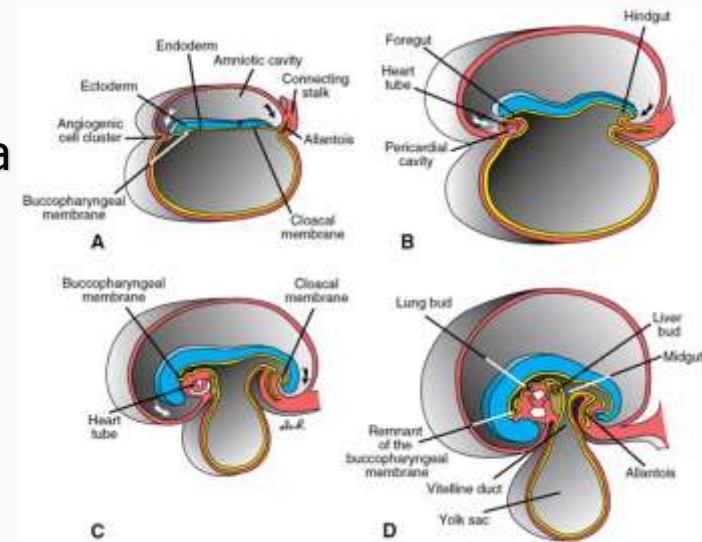 a
Endoderm
Amniotic cavity
Ectoderm
Connecting
stalk
Angiogenic
cell cluster
Allantois
Buccopharyngeal
membrane
Cloacal
membrane
A
Hindgut
Foregut
Heart
tube
Pericardial
cavity
B
Buccopharyngeal
membrane
Cloacal
membrane
Heart
tube
C
Lung bud
Liver
bud
Midgut
Remnant
of the
buccopharyngeal
membrane
Allantois
Vitelline duct
Yolk sac
D